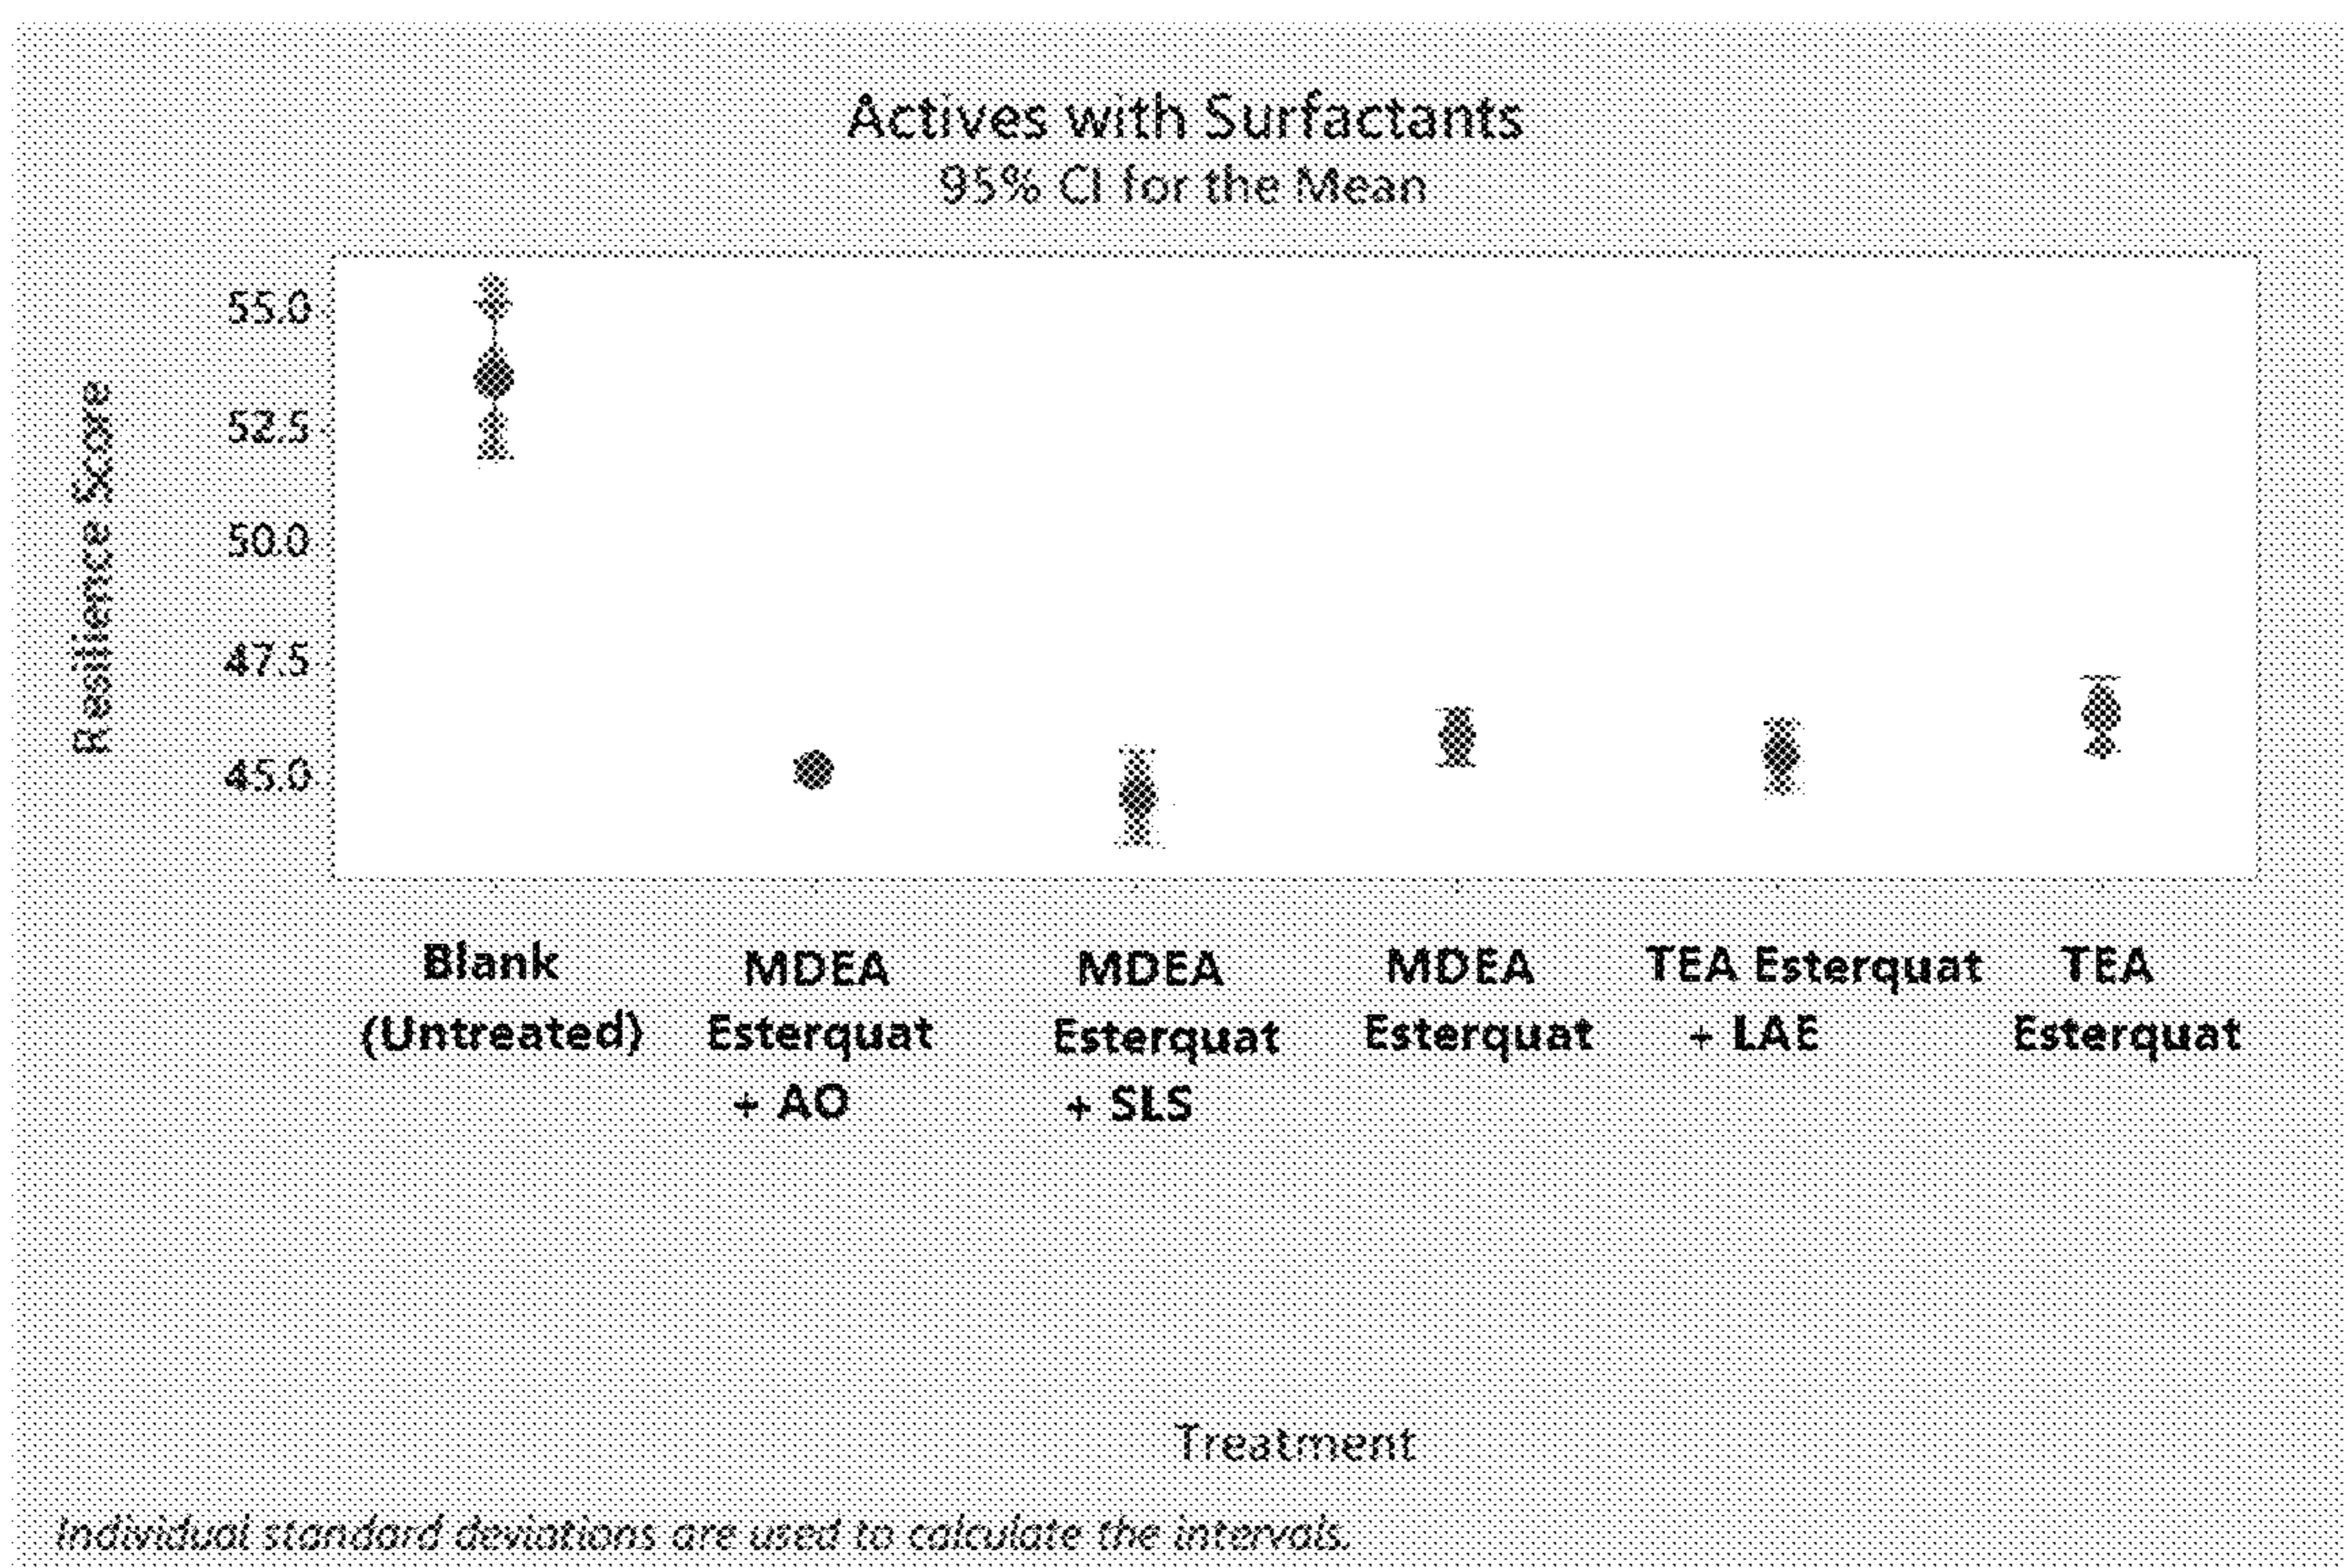 Actives with Surfactants
95% CI for the Mean
Resilience Score
55.0
52.5
50.0
47.5
45.0
Blank
(Untreated)
MDEA
Esterquat
+ AO
MDEA
Esterquat
+ SLS
MDEA
Esterquat
TEA Esterquat
+ LAE
TEA
Esterquat
Treatment
Individual standard deviations are used to calculate the intervals.